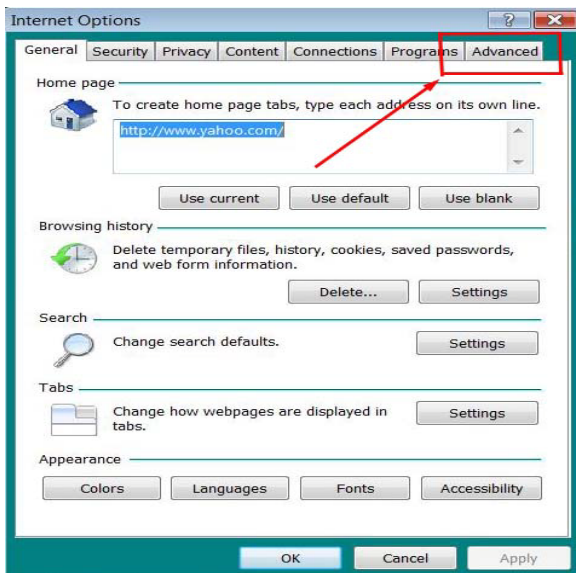 Internet Options
General Security Privacy Content Connections Programs Advanced
Home page
To create home page tabs, type each address on its own line.
http://www.yahoo.com/
Use current Use default Use blank
Browsing history
Delete temporary files, history, cookies, saved passwords,
and web form information.
Delete... Settings
Search
Change search defaults. Settings
Tabs
Change how webpages are displayed in Settings
tabs.
Appearance
Colors Languages Fonts Accessibility
OK Cancel Apply